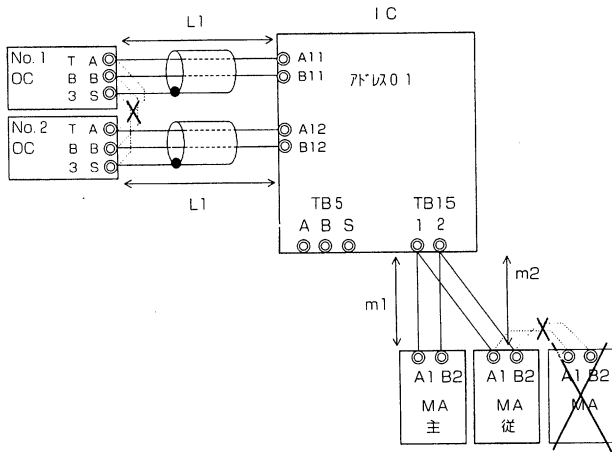 IC
L1
No.1 T A
OC B B
3 S
A11
B11
アドレス01
No.2 T A
OC B B
3 S
A12
B12
L1
TB5 TB15
A B S 1 2
m1
m2
A1 B2 A1 B2 A1 B2
MA MA MA
主 従